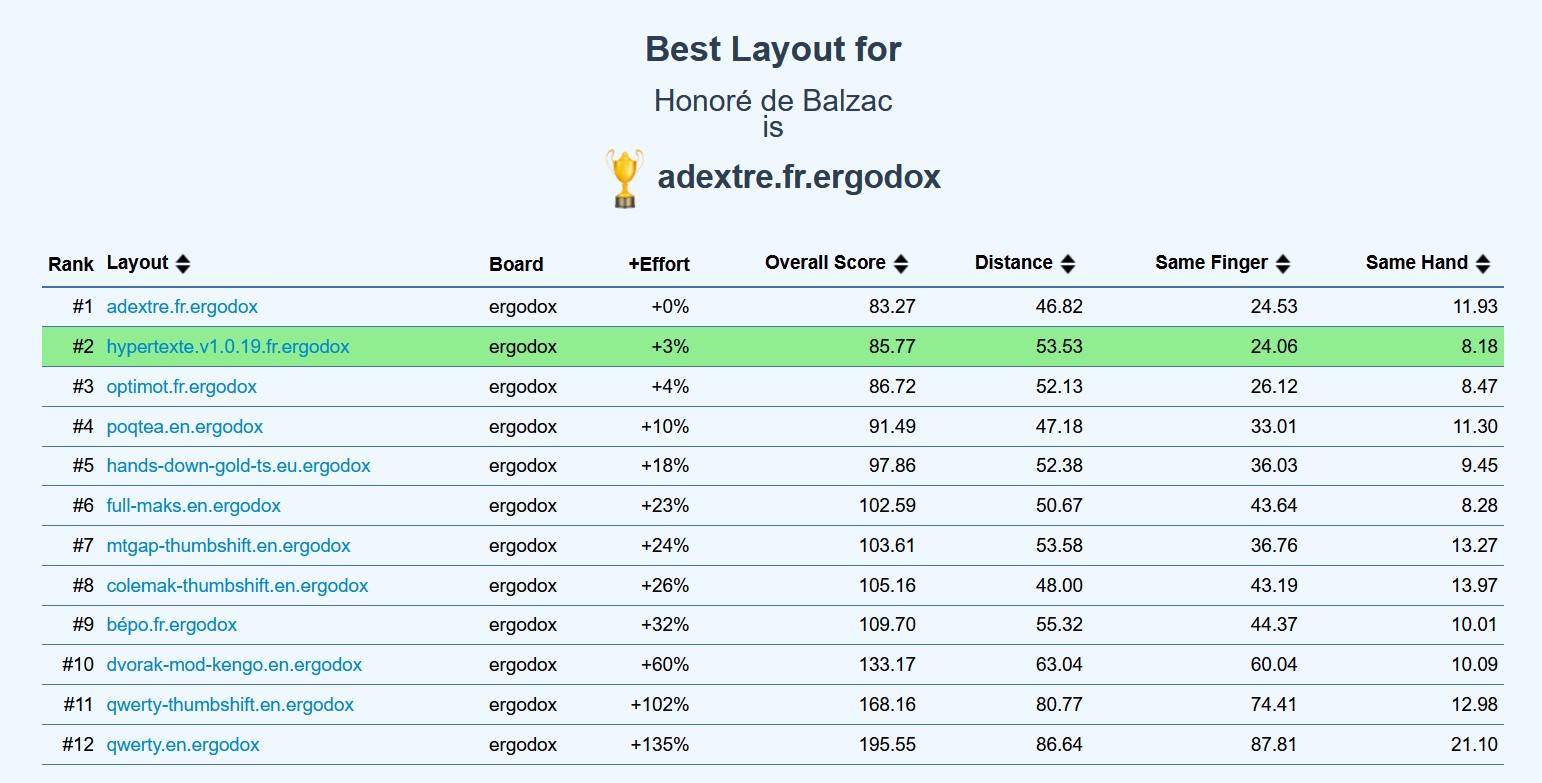 Best Layout for
Honoré de Balzac
is
adextre.fr.ergodox
Rank Layout Board +Effort Overall Score Distance Same Finger Same Hand
#1 adextre.fr.ergodox ergodox +0% 83.27 46.82 24.53 11.93
#2 hypertexte.v1.0.19.fr.ergodox ergodox +3% 85.77 53.53 24.06 8.18
#3 optimot.fr.ergodox ergodox +4% 86.72 52.13 26.12 8.47
#4 poqtea.en.ergodox ergodox +10% 91.49 47.18 33.01 11.30
#5 hands-down-gold-ts.eu.ergodox ergodox +18% 97.86 52.38 36.03 9.45
#6 full-maks.en.ergodox ergodox +23% 102.59 50.67 43.64 8.28
#7 mtgap-thumbshift.en.ergodox ergodox +24% 103.61 53.58 36.76 13.27
#8 colemak-thumbshift.en.ergodox ergodox +26% 105.16 48.00 43.19 13.97
#9 bépo.fr.ergodox ergodox +32% 109.70 55.32 44.37 10.01
#10 dvorak-mod-kengo.en.ergodox ergodox +60% 133.17 63.04 60.04 10.09
#11 qwerty-thumbshift.en.ergodox ergodox +102% 168.16 80.77 74.41 12.98
#12 qwerty.en.ergodox ergodox +135% 195.55 86.64 87.81 21.10